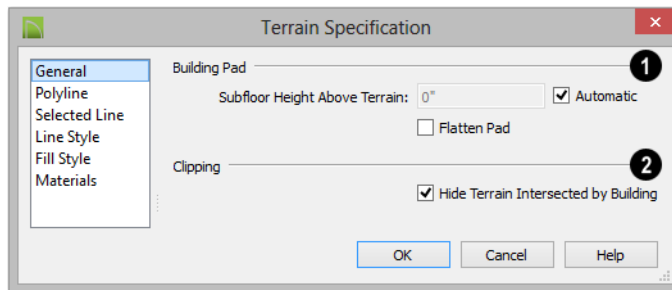 Terrain Specification
×
General
Polyline
Selected Line
Line Style
Fill Style
Materials
Building Pad
1
Subfloor Height Above Terrain: 0" Automatic
Flatten Pad
Clipping
2
Hide Terrain Intersected by Building
OK Cancel Help